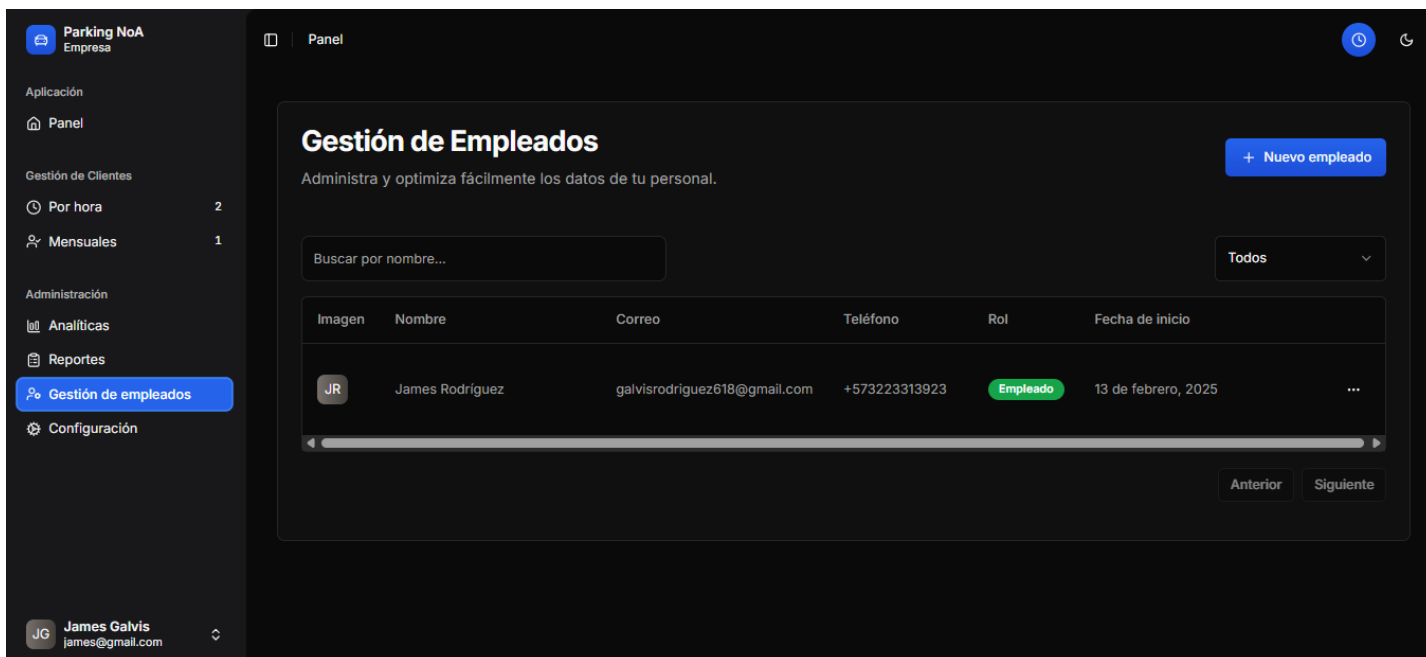 Parking NoA
Empresa
Aplicación
Panel
Gestión de Clientes
Por hora 2
Mensuales 1
Administración
Analíticas
Reportes
Gestión de empleados
Configuración
JG
James Galvis
james@gmail.com
Panel
Gestión de Empleados
Administra y optimiza fácilmente los datos de tu personal.
+ Nuevo empleado
Buscar por nombre...
Todos
Imagen Nombre Correo Teléfono Rol Fecha de inicio
JR James Rodríguez galvisrodriguez618@gmail.com +573223313923 Empleado 13 de febrero, 2025 ...
Anterior Siguiente